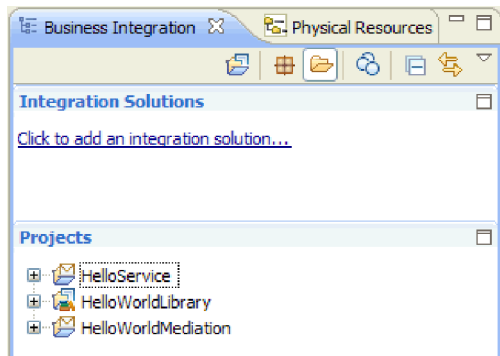 Business Integration Physical Resources
Integration Solutions
Click to add an integration solution...
Projects
HelloService
HelloWorldLibrary
HelloWorldMediation